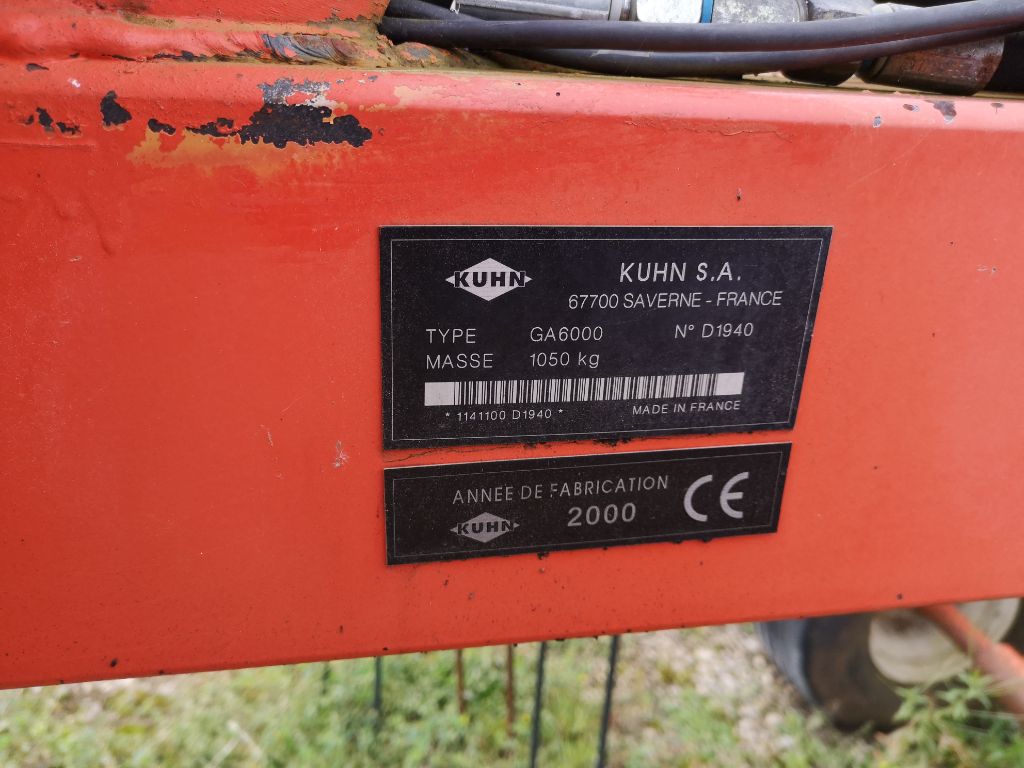 KUHN
KUHN S.A.
67700 SAVERNE - FRANCE
TYPE GA6000 N° D1940
MASSE 1050 kg
* 1141100 D1940 *
MADE IN FRANCE
ANNEE DE FABRICATION
KUHN
2000
CE